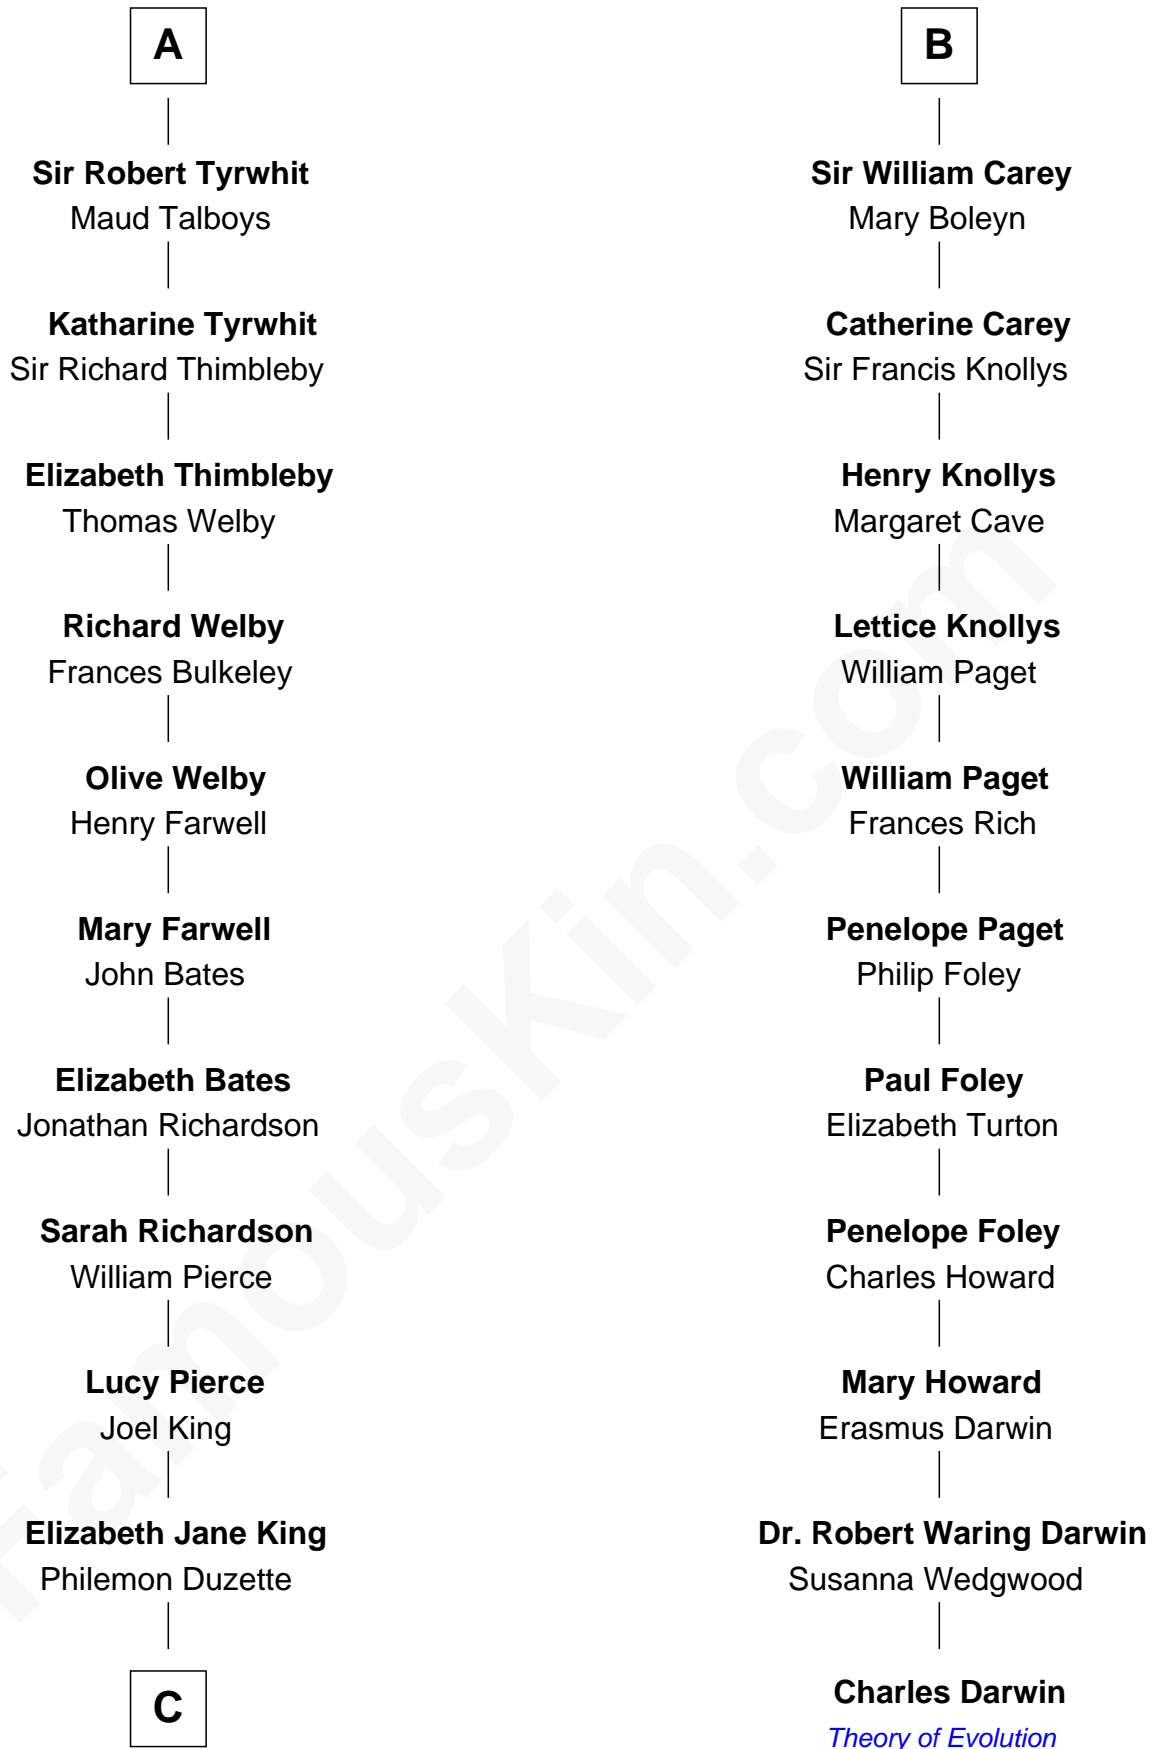 A
Sir Robert Tyrwhit
Maud Talboys
Katharine Tyrwhit
Sir Richard Thimbleby
Elizabeth Thimbleby
Thomas Welby
Richard Welby
Frances Bulkeley
Olive Welby
Henry Farwell
Mary Farwell
John Bates
Elizabeth Bates
Jonathan Richardson
Sarah Richardson
William Pierce
Lucy Pierce
Joel King
Elizabeth Jane King
Philemon Duzette
C
B
Sir William Carey
Mary Boleyn
Catherine Carey
Sir Francis Knollys
Henry Knollys
Margaret Cave
Lettice Knollys
William Paget
William Paget
Frances Rich
Penelope Paget
Philip Foley
Paul Foley
Elizabeth Turton
Penelope Foley
Charles Howard
Mary Howard
Erasmus Darwin
Dr. Robert Waring Darwin
Susanna Wedgwood
Charles Darwin
Theory of Evolution
FamousKin.com